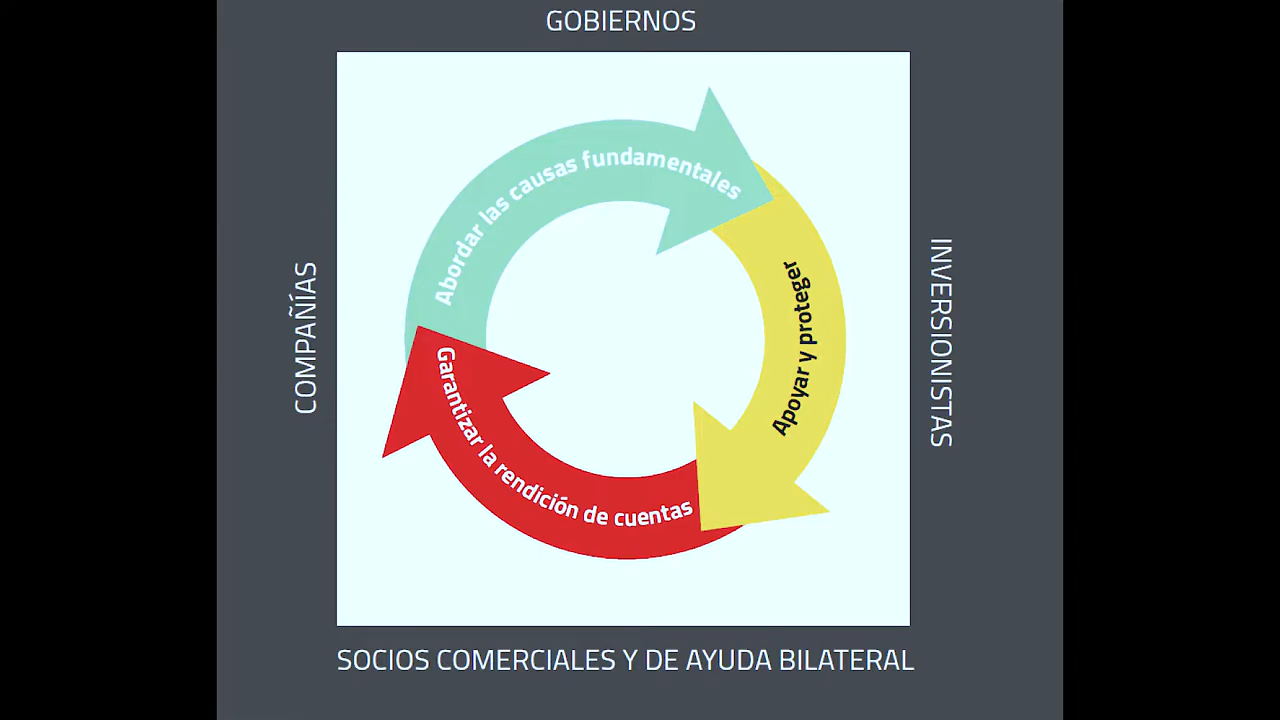 GOBIERNOS
Abordar las causas fundamentales
Apoyar y proteger
Garantizar la rendición de cuentas
COMPAÑÍAS
INVERSIONISTAS
SOCIOS COMERCIALES Y DE AYUDA BILATERAL